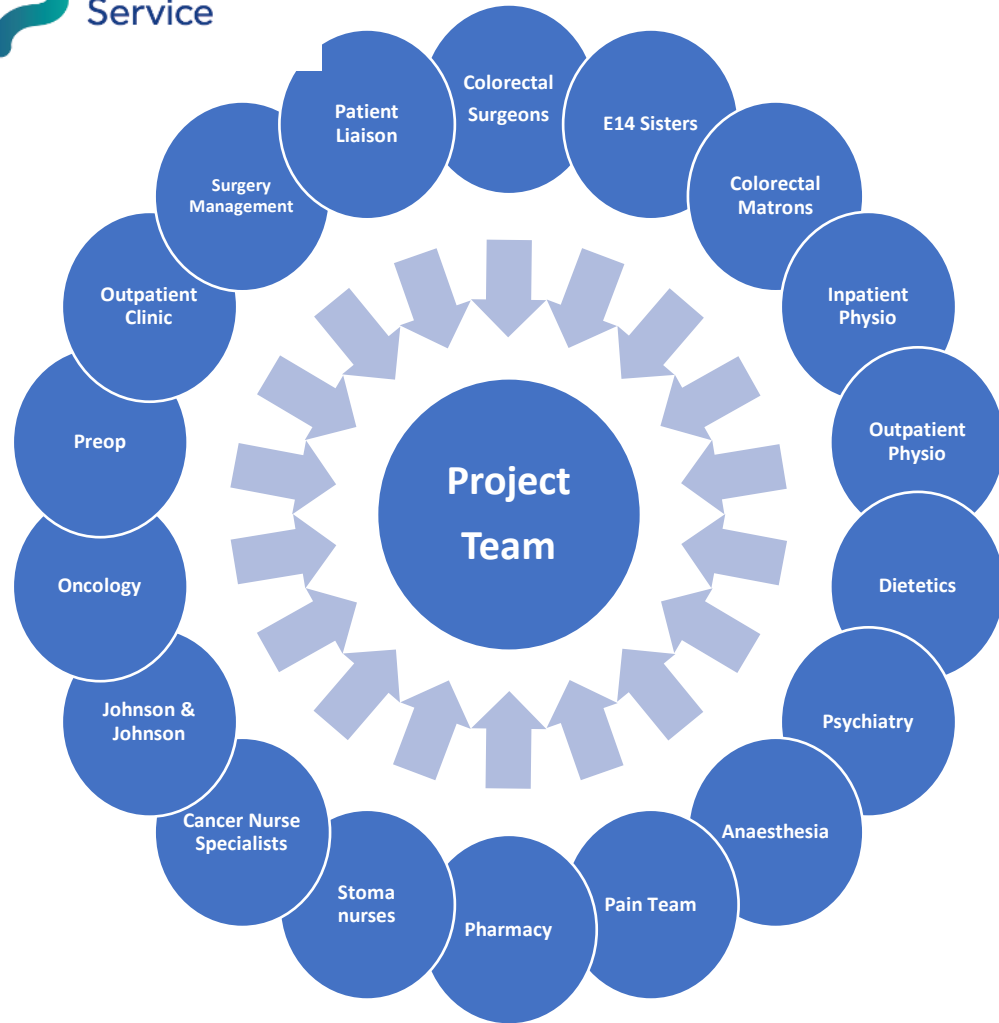 Service
Colorectal
Surgeons
E14 Sisters
Colorectal
Matrons
Inpatient
Physio
Outpatient
Physio
Dietetics
Psychiatry
Anaesthesia
Pain Team
Pharmacy
Stoma
nurses
Cancer Nurse
Specialists
Johnson &
Johnson
Oncology
Preop
Outpatient
Clinic
Surgery
Management
Patient
Liaison
Project
Team